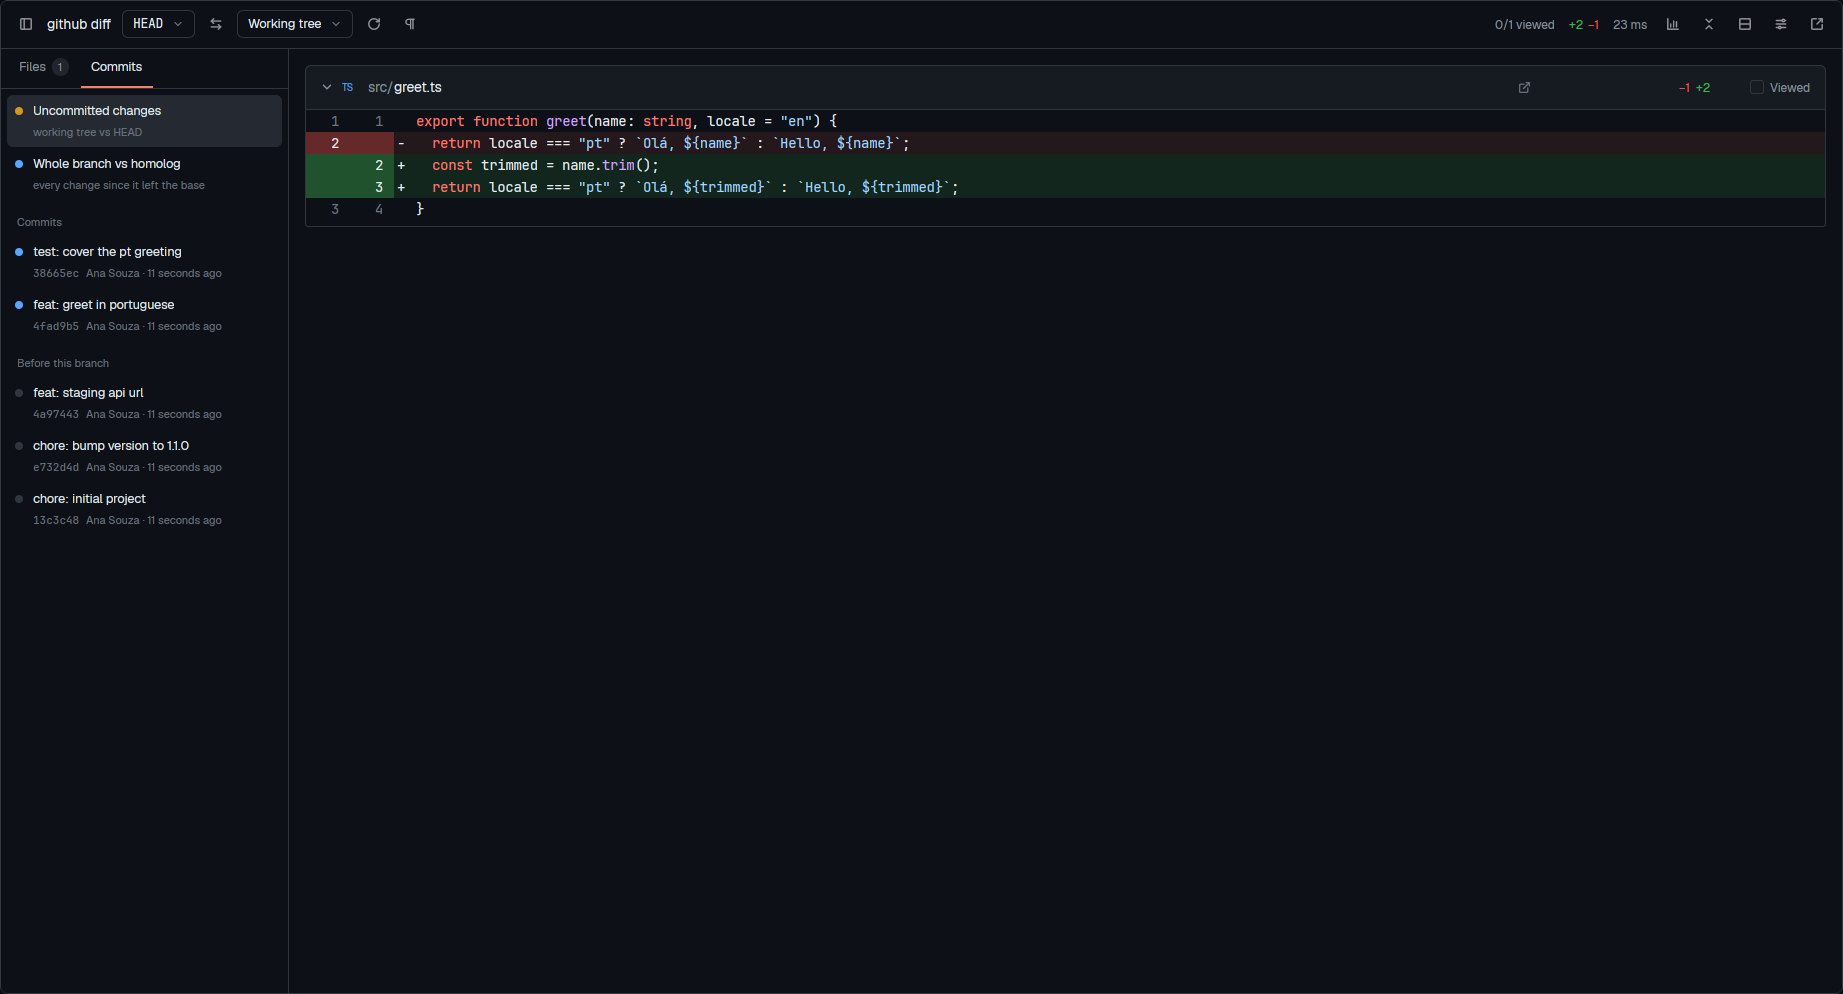 github diff HEAD Working tree ¶ 0/1 viewed +2 −1 23 ms
Files 1 Commits
Uncommitted changes
working tree vs HEAD
Whole branch vs homolog
every change since it left the base
Commits
test: cover the pt greeting
38665ec Ana Souza · 11 seconds ago
feat: greet in portuguese
4fad9b5 Ana Souza · 11 seconds ago
Before this branch
feat: staging api url
4a97443 Ana Souza · 11 seconds ago
chore: bump version to 1.1.0
e732d4d Ana Souza · 11 seconds ago
chore: initial project
13c3c48 Ana Souza · 11 seconds ago
TS src/greet.ts −1 +2 Viewed
1 1 export function greet(name: string, locale = "en") {
2 - return locale === "pt" ? `Olá, ${name}` : `Hello, ${name}`;
2 + const trimmed = name.trim();
3 + return locale === "pt" ? `Olá, ${trimmed}` : `Hello, ${trimmed}`;
3 4 }